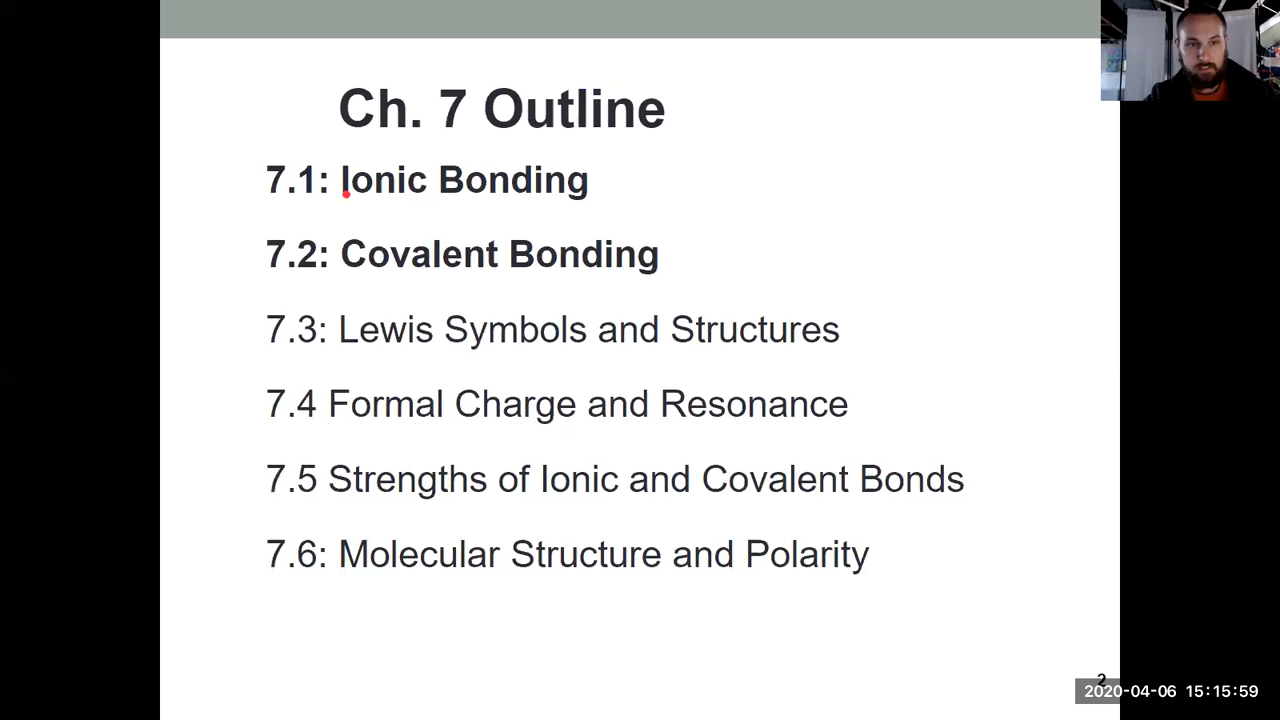 Ch. 7 Outline
7.1: Ionic Bonding
7.2: Covalent Bonding
7.3: Lewis Symbols and Structures
7.4 Formal Charge and Resonance
7.5 Strengths of Ionic and Covalent Bonds
7.6: Molecular Structure and Polarity
2
2020-04-06 15:15:59